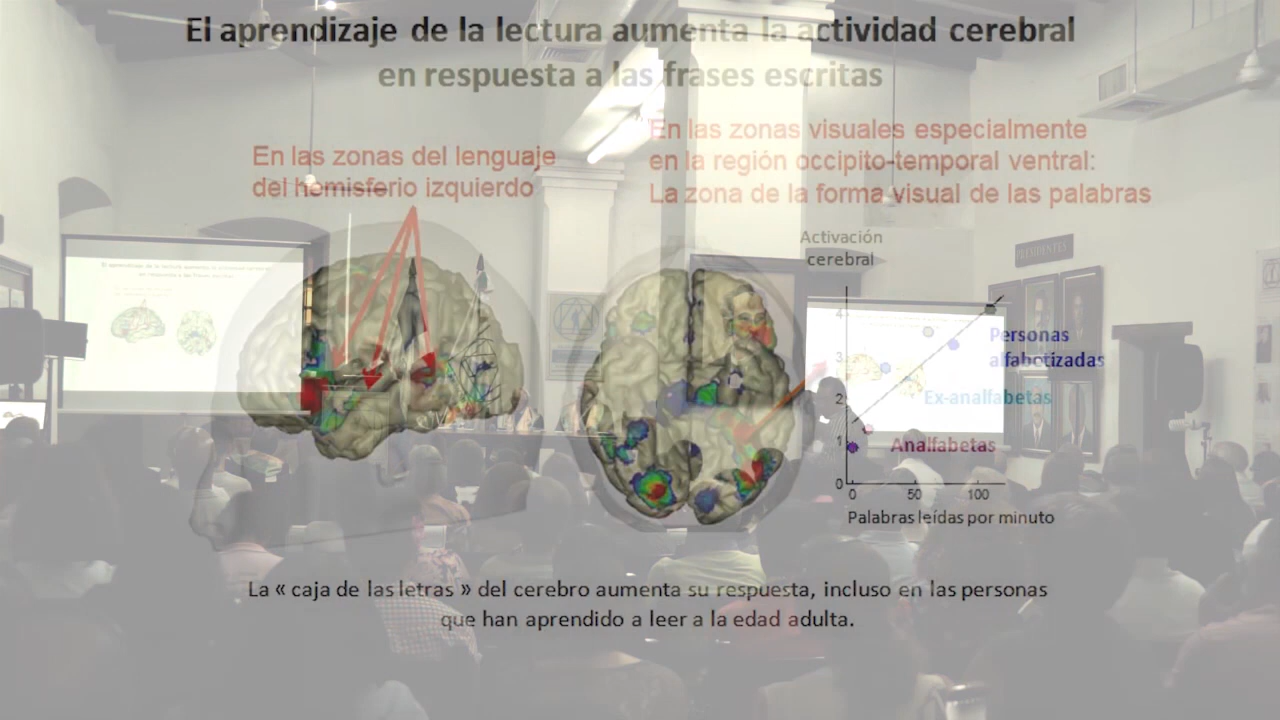 El aprendizaje de la lectura aumenta la actividad cerebral
en respuesta a las frases escritas
En las zonas del lenguaje
del hemisferio izquierdo
En las zonas visuales especialmente
en la región occipito-temporal ventral:
La zona de la forma visual de las palabras
Activación
cerebral
PRESIDENTES
4
3
2
1
0
Personas
alfabetizadas
Ex-analfabetas
Analfabetas
0 50 100
Palabras leídas por minuto
La « caja de las letras » del cerebro aumenta su respuesta, incluso en las personas
que han aprendido a leer a la edad adulta.